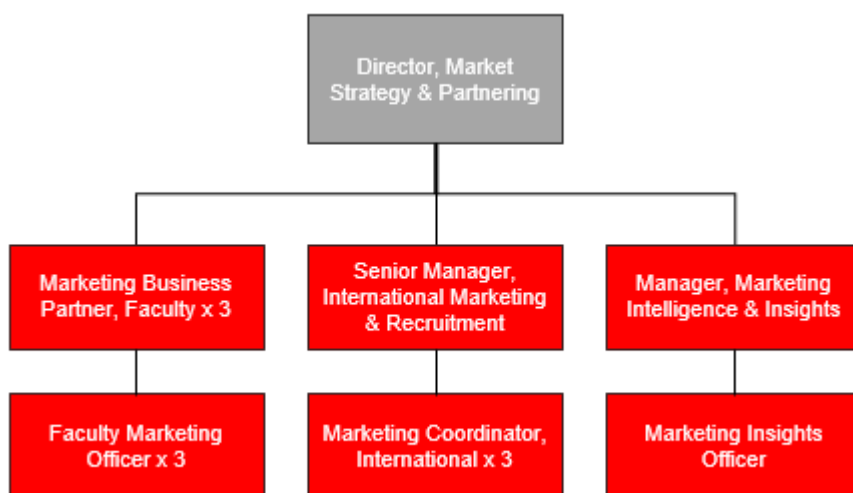 Director, Market
Strategy & Partnering
Marketing Business
Partner, Faculty x 3
Senior Manager,
International Marketing
& Recruitment
Manager, Marketing
Intelligence & Insights
Faculty Marketing
Officer x 3
Marketing Coordinator,
International x 3
Marketing Insights
Officer